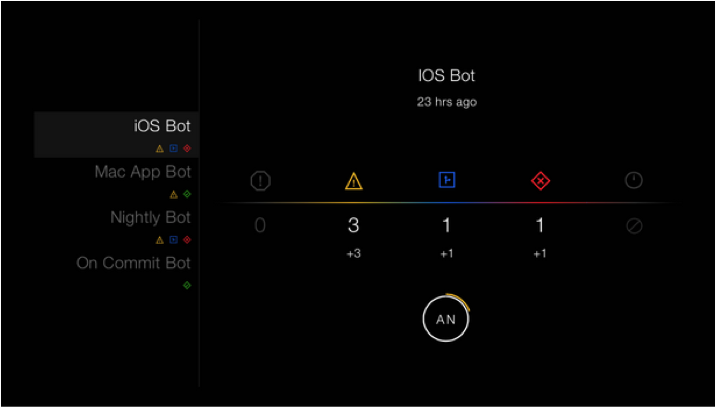 iOS Bot
Mac App Bot
Nightly Bot
On Commit Bot
IOS Bot
23 hrs ago
0
3
1
1
+3
+1
+1
AN